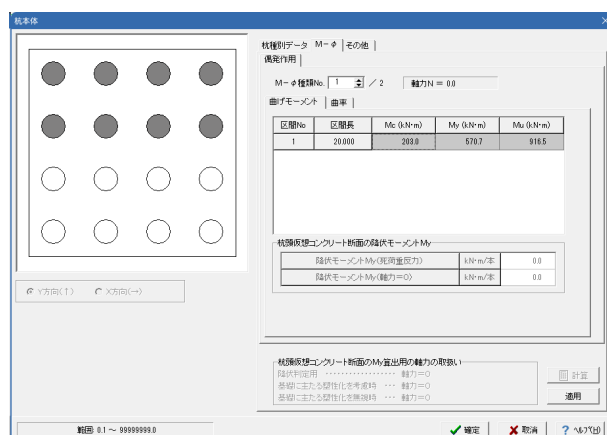 杭本体
杭種別データ M－φ その他
偶発作用
M－φ種類No. 1 / 2 軸力N ＝ 0.0
曲げモーメント 曲率
区間No 区間長 Mc (kN・m) My (kN・m) Mu (kN・m)
1 20.000 203.0 570.7 916.5
杭頭仮想コンクリート断面の降伏モーメントMy
降伏モーメントMy(死荷重反力) kN・m/本 0.0
降伏モーメントMy(軸力＝0) kN・m/本 0.0
Y方向(↑) X方向(→)
杭頭仮想コンクリート断面のMy算出用の軸力の取扱い
降伏判定用 ･････････････････ 軸力＝0
基礎に主たる塑性化を考慮時 ･･･ 軸力＝0
基礎に主たる塑性化を無視時 ･･･ 軸力＝0
計算
適用
範囲: 0.1 ～ 99999999.0
確定 取消 ? ヘルプ(H)